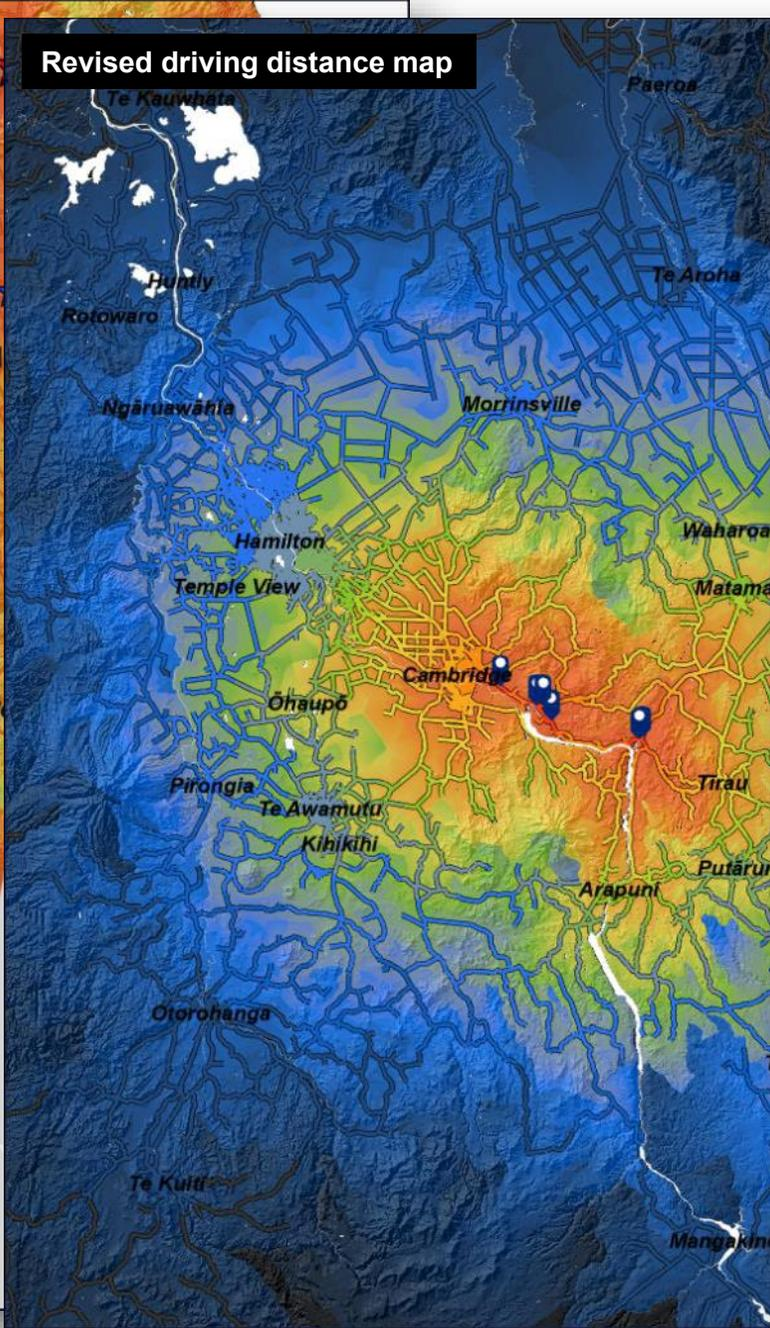 Revised driving distance map
Te Kauwhata
Paeroa
Te Aroha
Huntly
Rotowaro
Ngāruawāhia
Morrinsville
Waharoa
Hamilton
Temple View
Matama
Cambridge
Ōhaupō
Pirongia
Tirau
Te Awamutu
Kihikihi
Putārur
Arapuni
Otorohanga
Te Kuiti
Mangakino